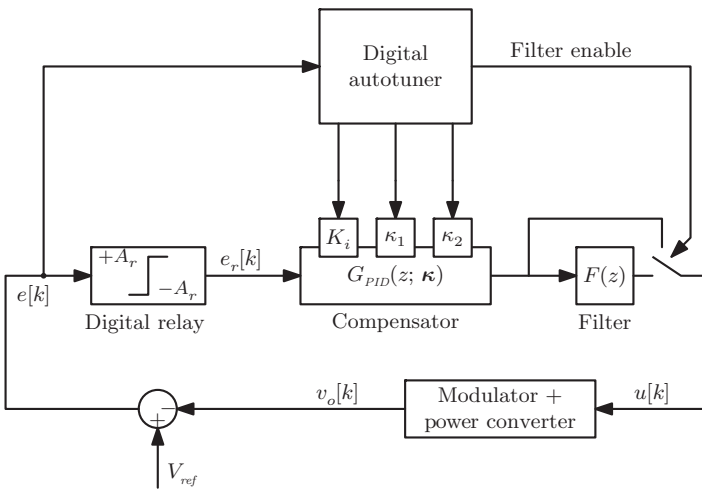 Digital
autotuner
Filter enable
K_i
κ_1
κ_2
+A_r
−A_r
e_r[k]
G_PID(z; κ)
F(z)
e[k]
Digital relay
Compensator
Filter
v_o[k]
Modulator +
power converter
u[k]
−
+
V_ref